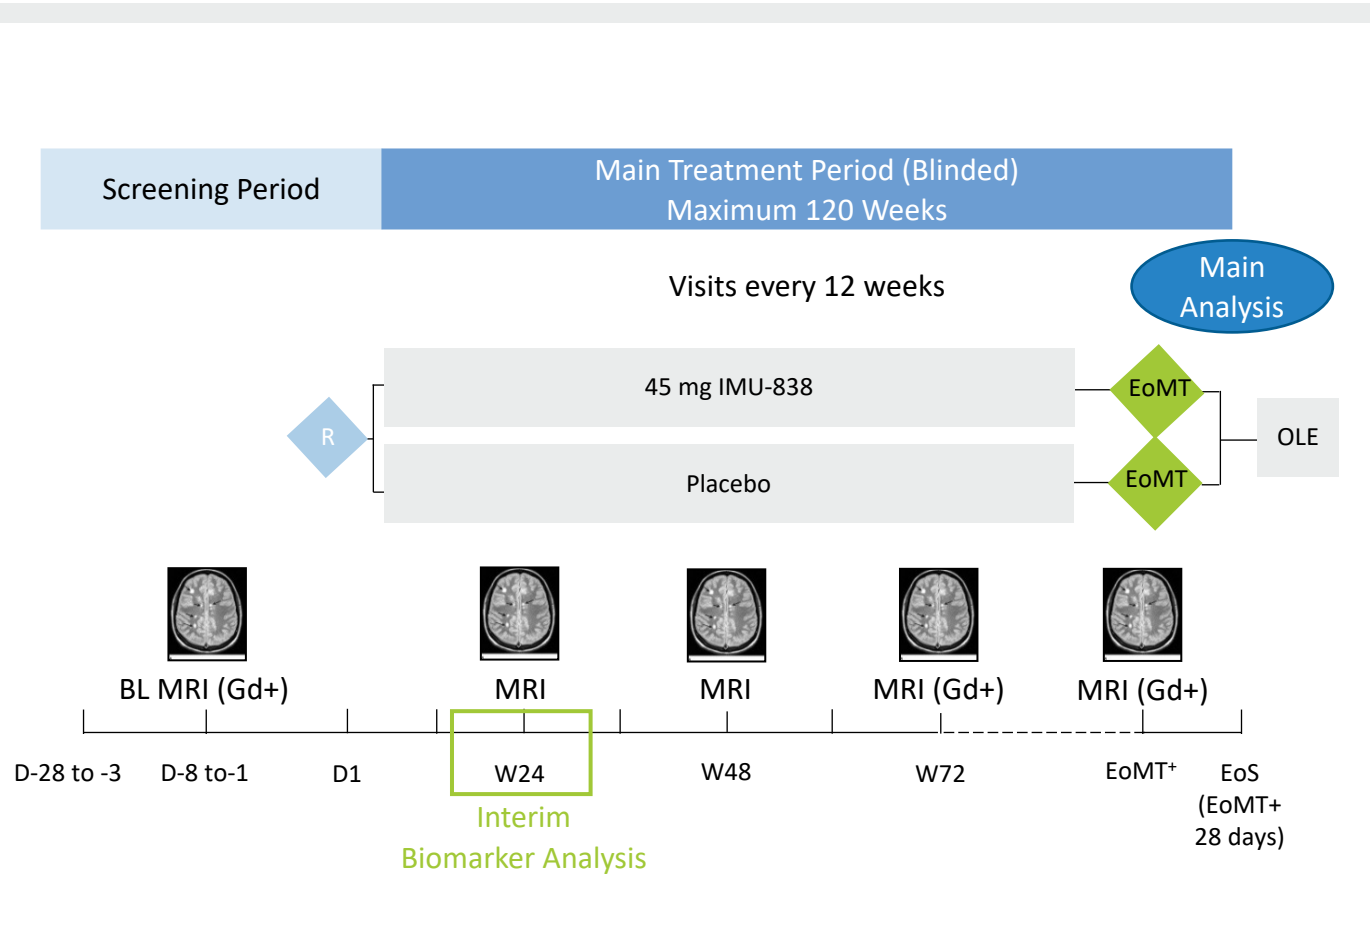 Screening Period
Main Treatment Period (Blinded)
Maximum 120 Weeks
Visits every 12 weeks
Main
Analysis
45 mg IMU-838
EoMT
R
OLE
Placebo
EoMT
BL MRI (Gd+)
MRI
MRI
MRI (Gd+)
MRI (Gd+)
D-28 to -3
D-8 to-1
D1
W24
W48
W72
EoMT⁺
EoS
(EoMT+
28 days)
Interim
Biomarker Analysis